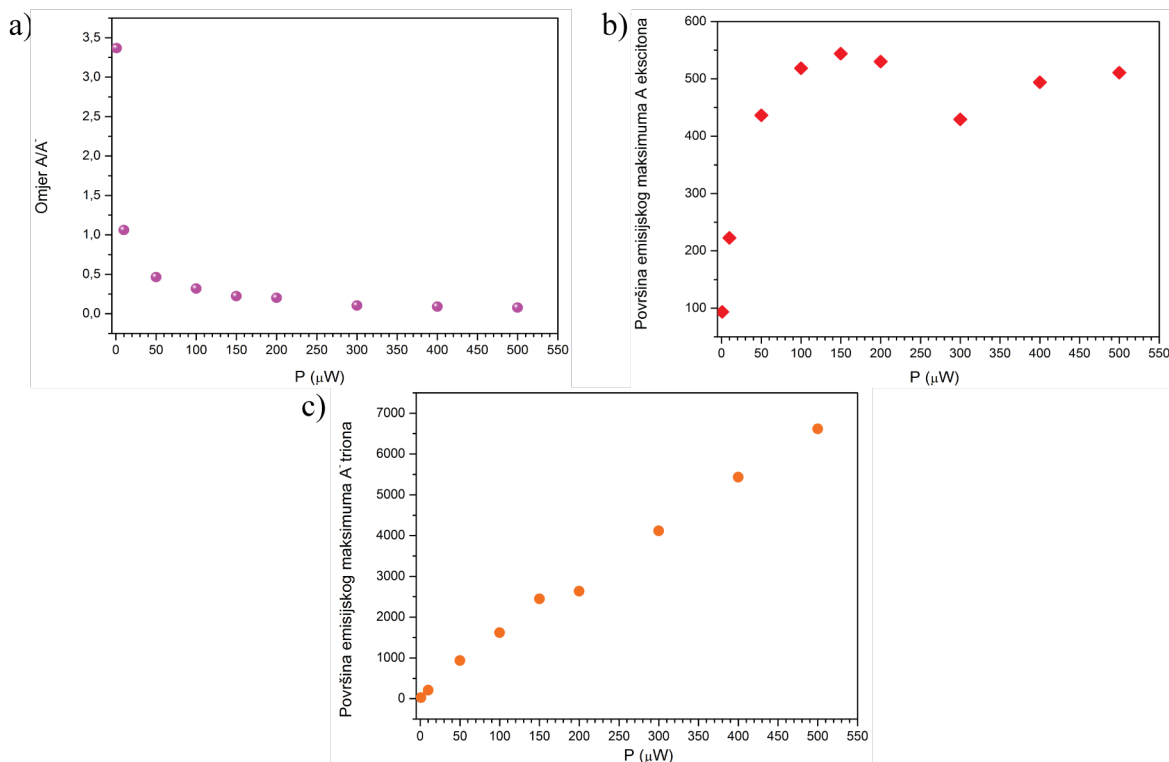 a)
Omjer A/A⁻
3,5
3,0
2,5
2,0
1,5
1,0
0,5
0,0
0 50 100 150 200 250 300 350 400 450 500 550
P (μW)
b)
Površina emisijskog maksimuma A ekscitona
600
500
400
300
200
100
0 50 100 150 200 250 300 350 400 450 500 550
P (μW)
c)
Površina emisijskog maksimuma A⁻ triona
7000
6000
5000
4000
3000
2000
1000
0
0 50 100 150 200 250 300 350 400 450 500 550
P (μW)